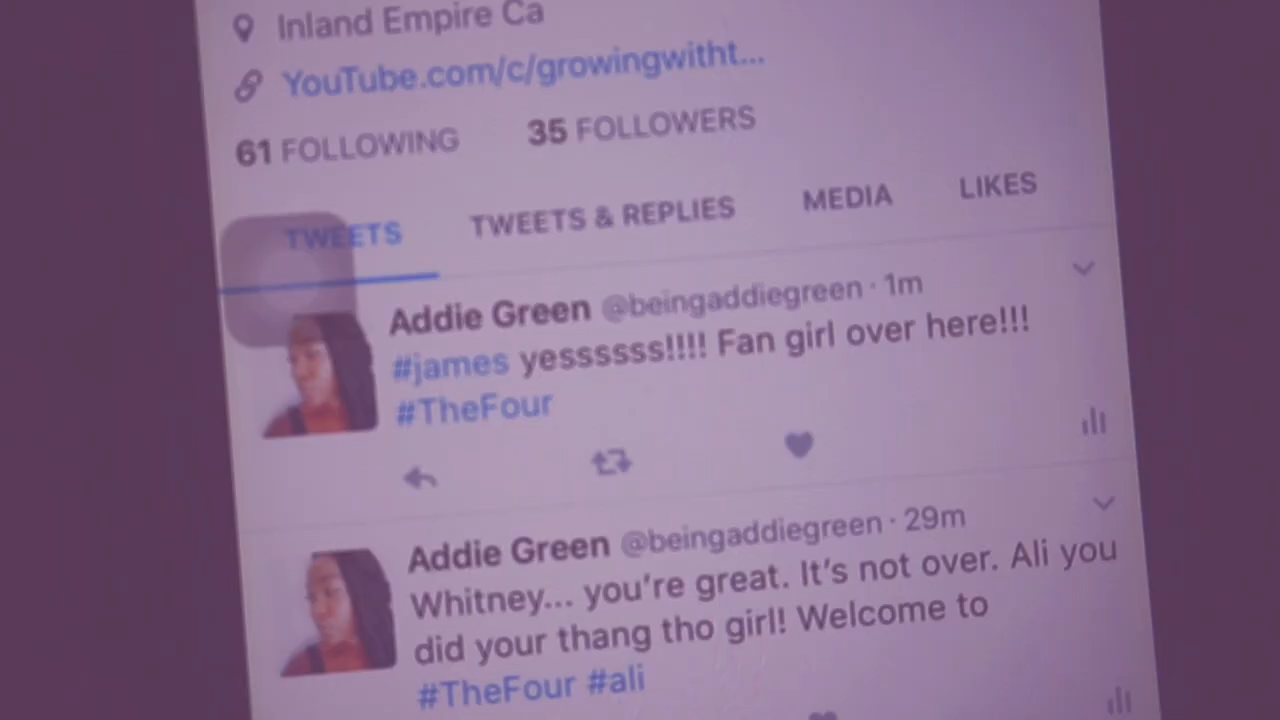 Inland Empire Ca
YouTube.com/c/growingwitht...
61 FOLLOWING 35 FOLLOWERS
TWEETS TWEETS & REPLIES MEDIA LIKES
Addie Green @beingaddiegreen · 1m
#james yessssss!!!! Fan girl over here!!!
#TheFour
Addie Green @beingaddiegreen · 29m
Whitney... you're great. It's not over. Ali you
did your thang tho girl! Welcome to
#TheFour #ali